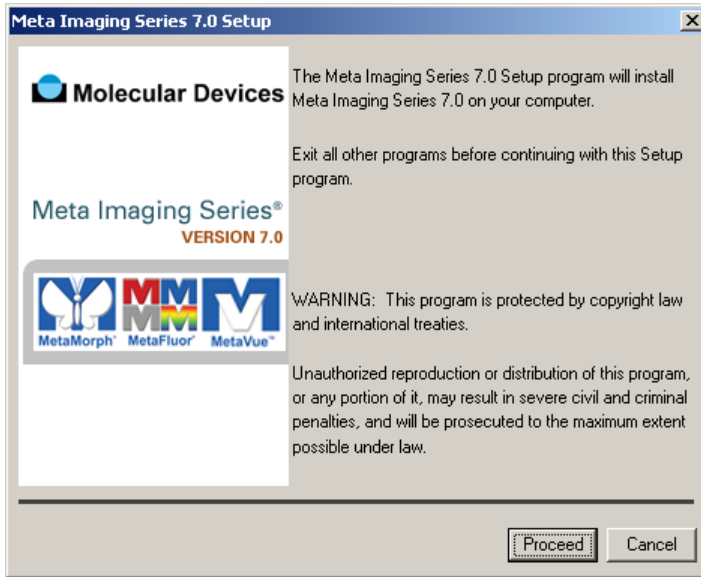 Meta Imaging Series 7.0 Setup
Molecular Devices
The Meta Imaging Series 7.0 Setup program will install
Meta Imaging Series 7.0 on your computer.
Exit all other programs before continuing with this Setup
program.
Meta Imaging Series®
VERSION 7.0
MetaMorph® MetaFluor® MetaVue™
WARNING: This program is protected by copyright law
and international treaties.
Unauthorized reproduction or distribution of this program,
or any portion of it, may result in severe civil and criminal
penalties, and will be prosecuted to the maximum extent
possible under law.
Proceed Cancel